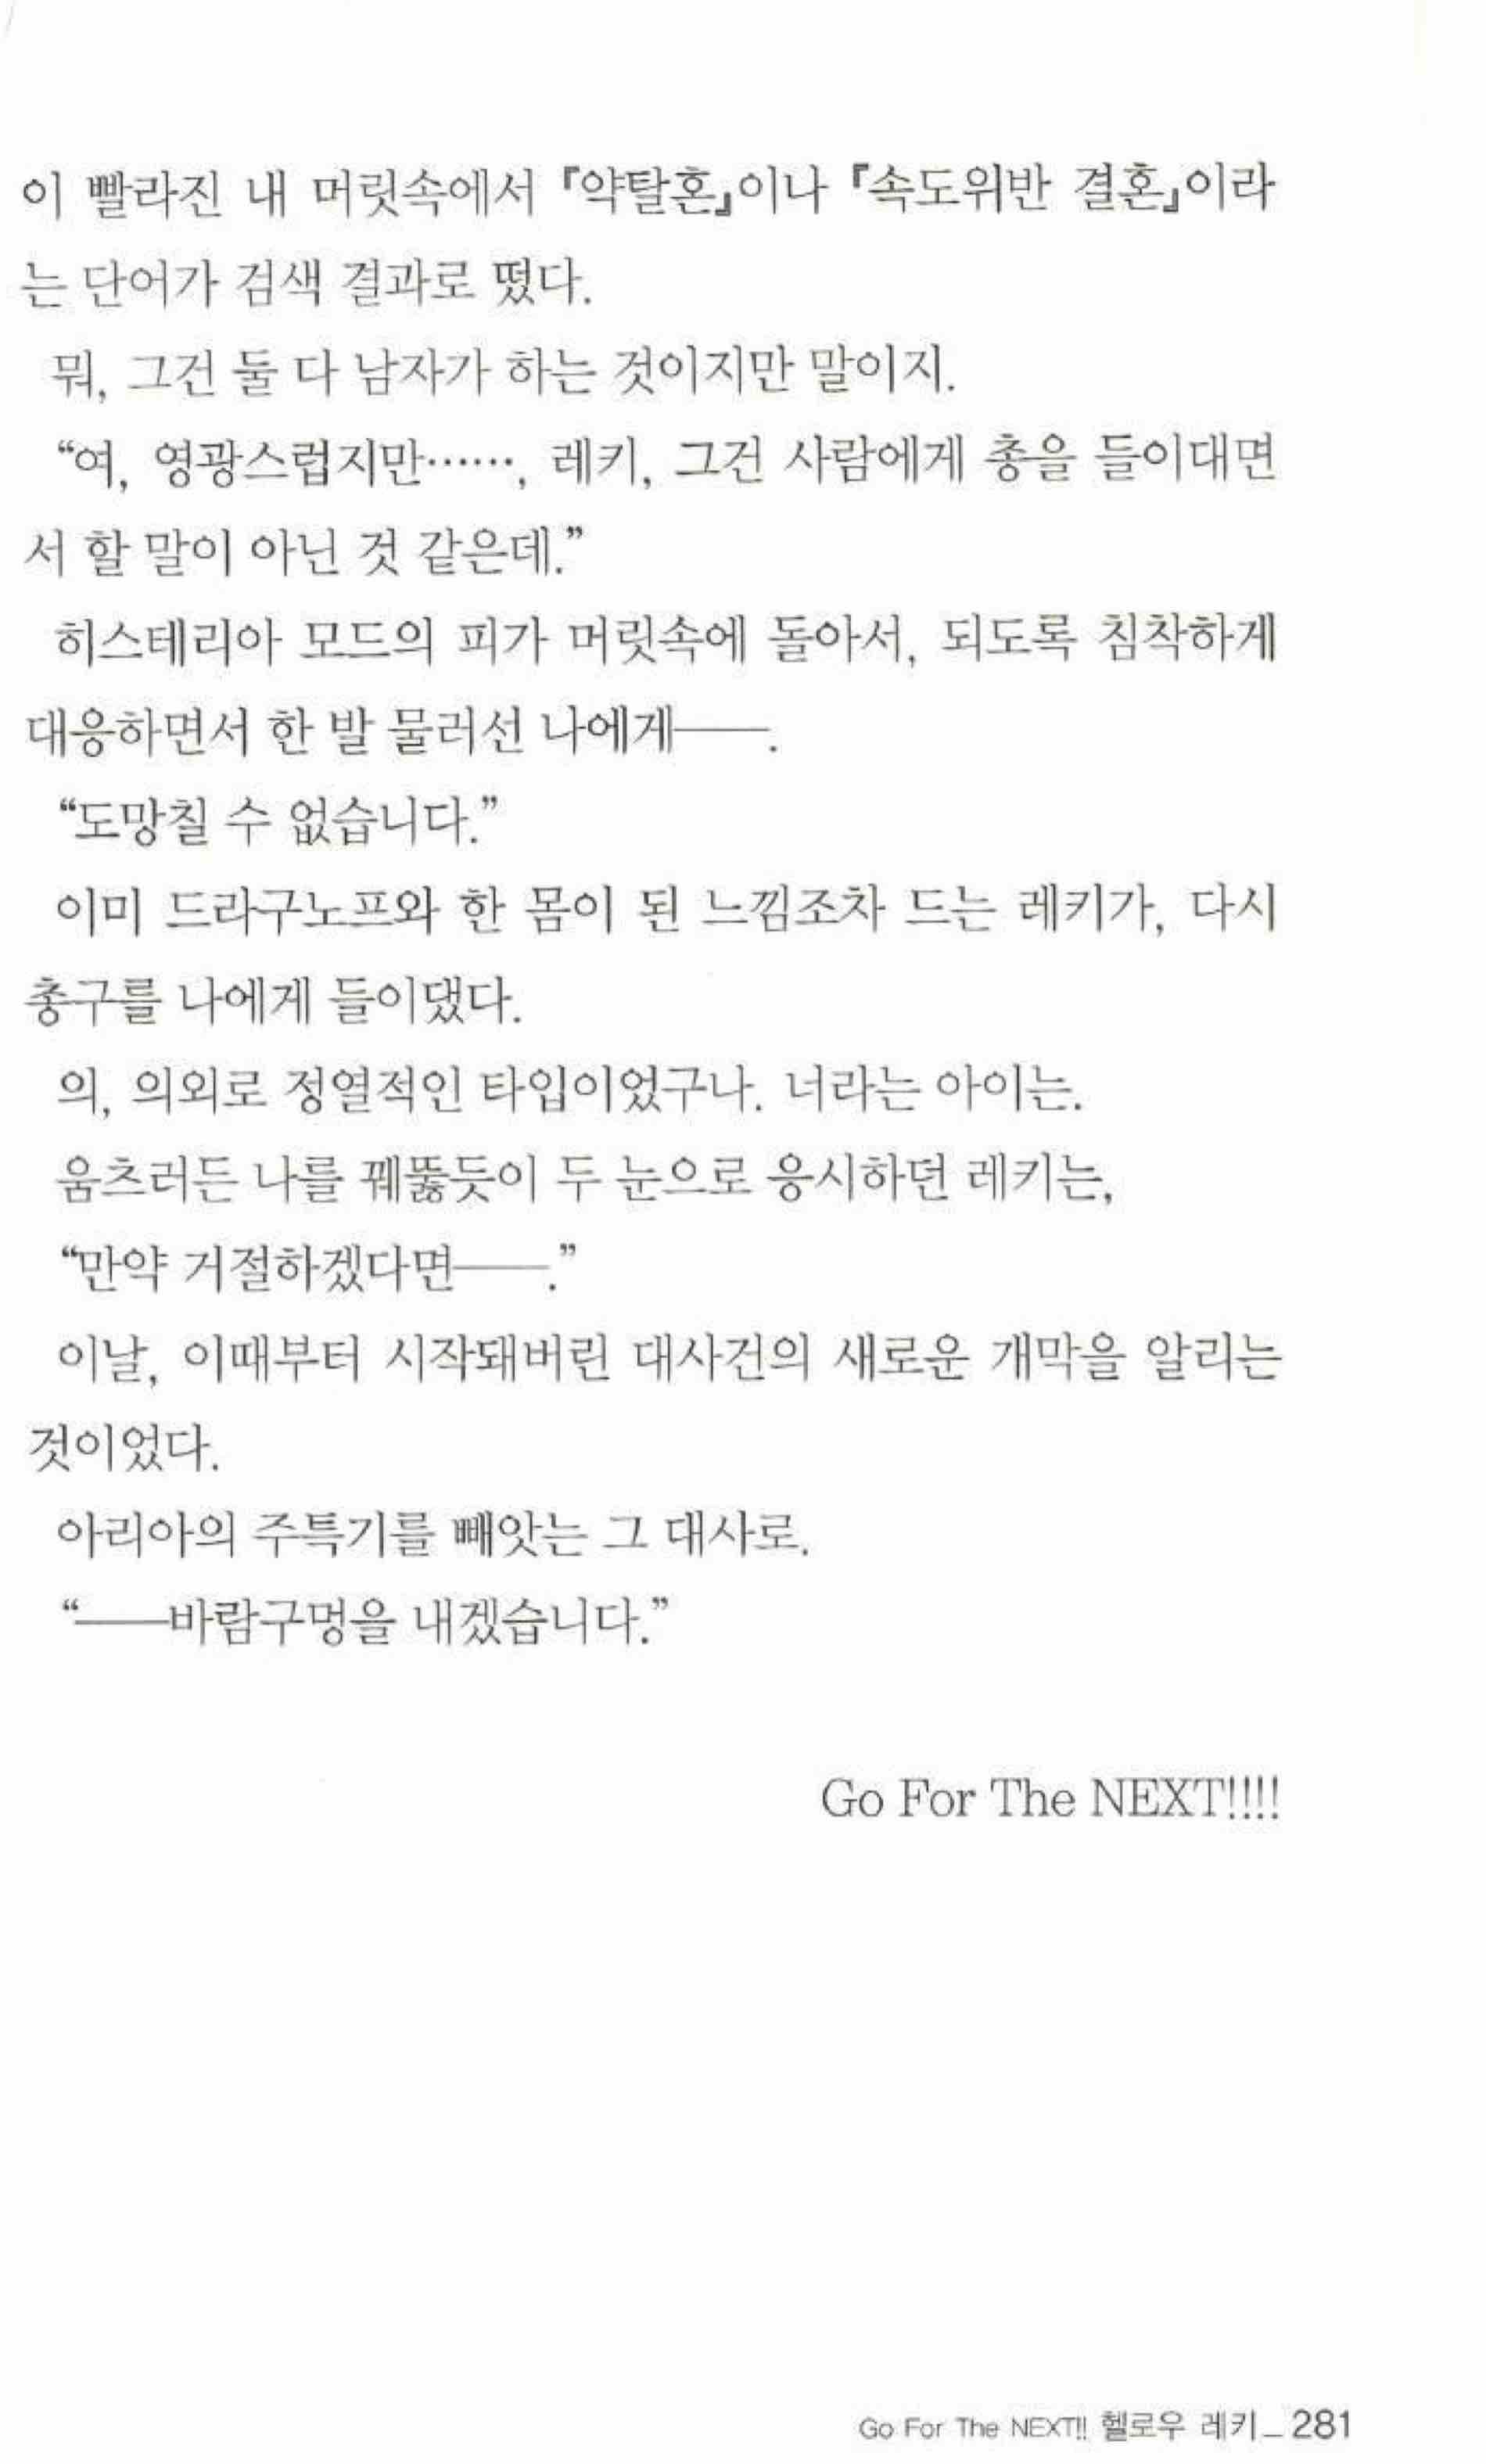 이 빨라진 내 머릿속에서 『약탈혼』이나 『속도위반 결혼』이라
는 단어가 검색 결과로 떴다.
뭐, 그건 둘 다 남자가 하는 것이지만 말이지.
“여, 영광스럽지만……, 레키, 그건 사람에게 총을 들이대면
서 할 말이 아닌 것 같은데.”
히스테리아 모드의 피가 머릿속에 돌아서, 되도록 침착하게
대응하면서 한 발 물러선 나에게――.
“도망칠 수 없습니다.”
이미 드라구노프와 한 몸이 된 느낌조차 드는 레키가, 다시
총구를 나에게 들이댔다.
의, 의외로 정열적인 타입이었구나. 너라는 아이는.
움츠러든 나를 꿰뚫듯이 두 눈으로 응시하던 레키는,
“만약 거절하겠다면――.”
이날, 이때부터 시작돼버린 대사건의 새로운 개막을 알리는
것이었다.
아리아의 주특기를 빼앗는 그 대사로.
“――바람구멍을 내겠습니다.”
Go For The NEXT!!!!
Go For The NEXT!! 헬로우 레키_281